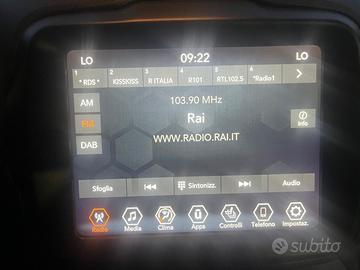 LO 09:22 LO
1 2 3 4 5 6
*RDS* KISSKISS R ITALIA R101 RTL102.5 *Radio1
AM
103.90 MHz
FM
Rai
Info
DAB
WWW.RADIO.RAI.IT
Sfoglia Sintonizz. Audio
Radio Media Clima Apps Controlli Telefono Impostaz.
subito